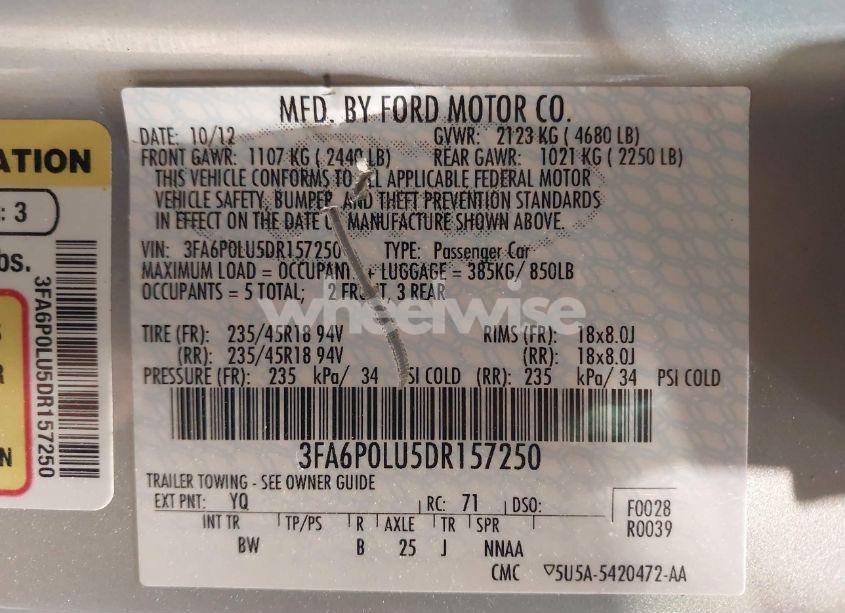 MFD. BY FORD MOTOR CO.
DATE: 10/12 GVWR: 2123 KG ( 4680 LB)
FRONT GAWR: 1107 KG ( 2440 LB) REAR GAWR: 1021 KG ( 2250 LB)
THIS VEHICLE CONFORMS TO ALL APPLICABLE FEDERAL MOTOR
VEHICLE SAFETY, BUMPER, AND THEFT PREVENTION STANDARDS
IN EFFECT ON THE DATE OF MANUFACTURE SHOWN ABOVE.
VIN: 3FA6P0LU5DR157250 TYPE: Passenger Car
MAXIMUM LOAD = OCCUPANTS + LUGGAGE = 385KG/ 850LB
OCCUPANTS = 5 TOTAL; 2 FRONT, 3 REAR
wheelwise
TIRE (FR): 235/45R18 94V RIMS (FR): 18x8.0J
(RR): 235/45R18 94V (RR): 18x8.0J
PRESSURE (FR): 235 kPa/ 34 PSI COLD (RR): 235 kPa/ 34 PSI COLD
3FA6P0LU5DR157250
TRAILER TOWING - SEE OWNER GUIDE
EXT PNT: YQ RC: 71 DSO: F0028
R0039
INT TR TP/PS R AXLE TR SPR
BW B 25 J NNAA
CMC ▽5U5A-5420472-AA
ATION
: 3
bs.
3FA6P0LU5DR157250
S
R
N